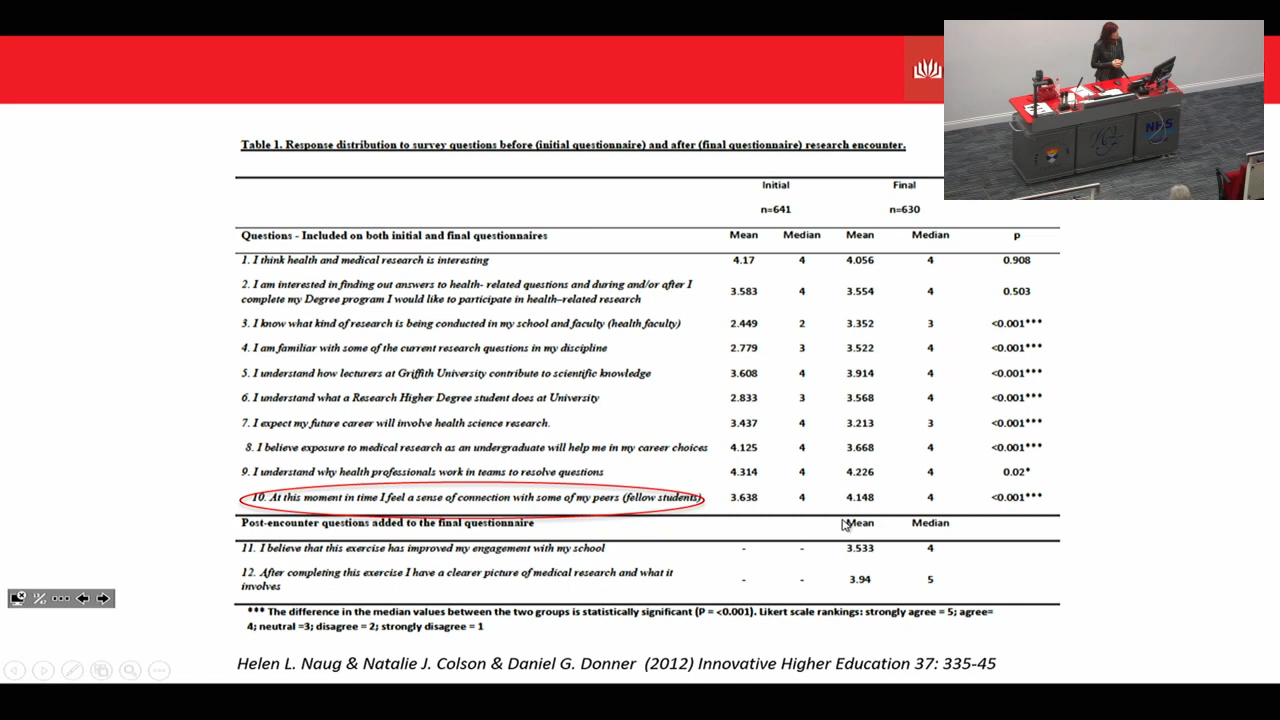 NHS
Table 1. Response distribution to survey questions before (initial questionnaire) and after (final questionnaire) research encounter.
Initial Final
n=641 n=630
Questions - Included on both initial and final questionnaires Mean Median Mean Median p
1. I think health and medical research is interesting 4.17 4 4.056 4 0.908
2. I am interested in finding out answers to health- related questions and during and/or after I
complete my Degree program I would like to participate in health–related research 3.583 4 3.554 4 0.503
3. I know what kind of research is being conducted in my school and faculty (health faculty) 2.449 2 3.352 3 <0.001***
4. I am familiar with some of the current research questions in my discipline 2.779 3 3.522 4 <0.001***
5. I understand how lecturers at Griffith University contribute to scientific knowledge 3.608 4 3.914 4 <0.001***
6. I understand what a Research Higher Degree student does at University 2.833 3 3.568 4 <0.001***
7. I expect my future career will involve health science research. 3.437 4 3.213 3 <0.001***
8. I believe exposure to medical research as an undergraduate will help me in my career choices 4.125 4 3.668 4 <0.001***
9. I understand why health professionals work in teams to resolve questions 4.314 4 4.226 4 0.02*
10. At this moment in time I feel a sense of connection with some of my peers (fellow students) 3.638 4 4.148 4 <0.001***
Post-encounter questions added to the final questionnaire Mean Median
11. I believe that this exercise has improved my engagement with my school - - 3.533 4
12. After completing this exercise I have a clearer picture of medical research and what it
involves - - 3.94 5
*** The difference in the median values between the two groups is statistically significant (P = <0.001). Likert scale rankings: strongly agree = 5; agree=
4; neutral =3; disagree = 2; strongly disagree = 1
Helen L. Naug & Natalie J. Colson & Daniel G. Donner (2012) Innovative Higher Education 37: 335-45